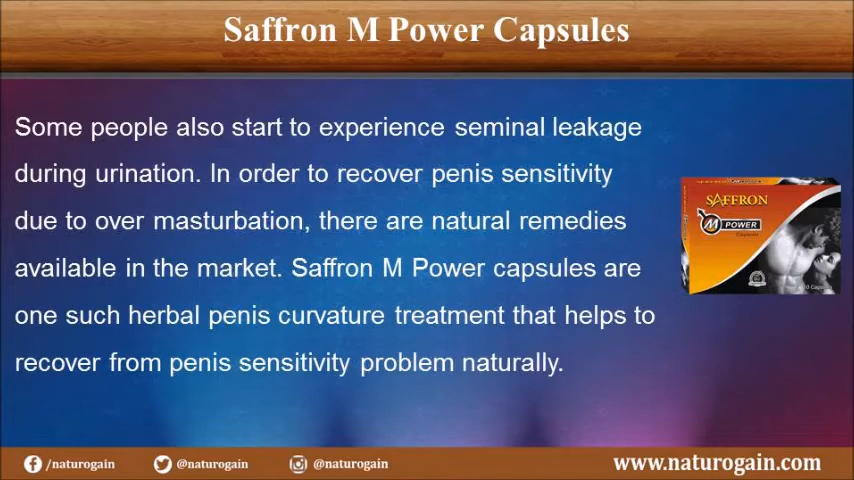 Saffron M Power Capsules
Some people also start to experience seminal leakage
during urination. In order to recover penis sensitivity
due to over masturbation, there are natural remedies
available in the market. Saffron M Power capsules are
one such herbal penis curvature treatment that helps to
recover from penis sensitivity problem naturally.
SAFFRON
M POWER
/naturogain @naturogain @naturogain www.naturogain.com